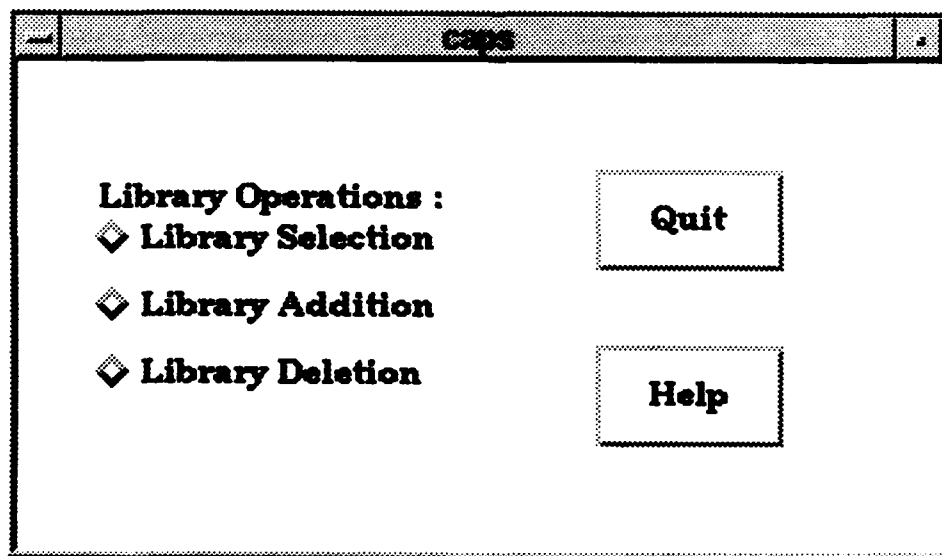 caps
Library Operations :
Library Selection
Library Addition
Library Deletion
Quit
Help